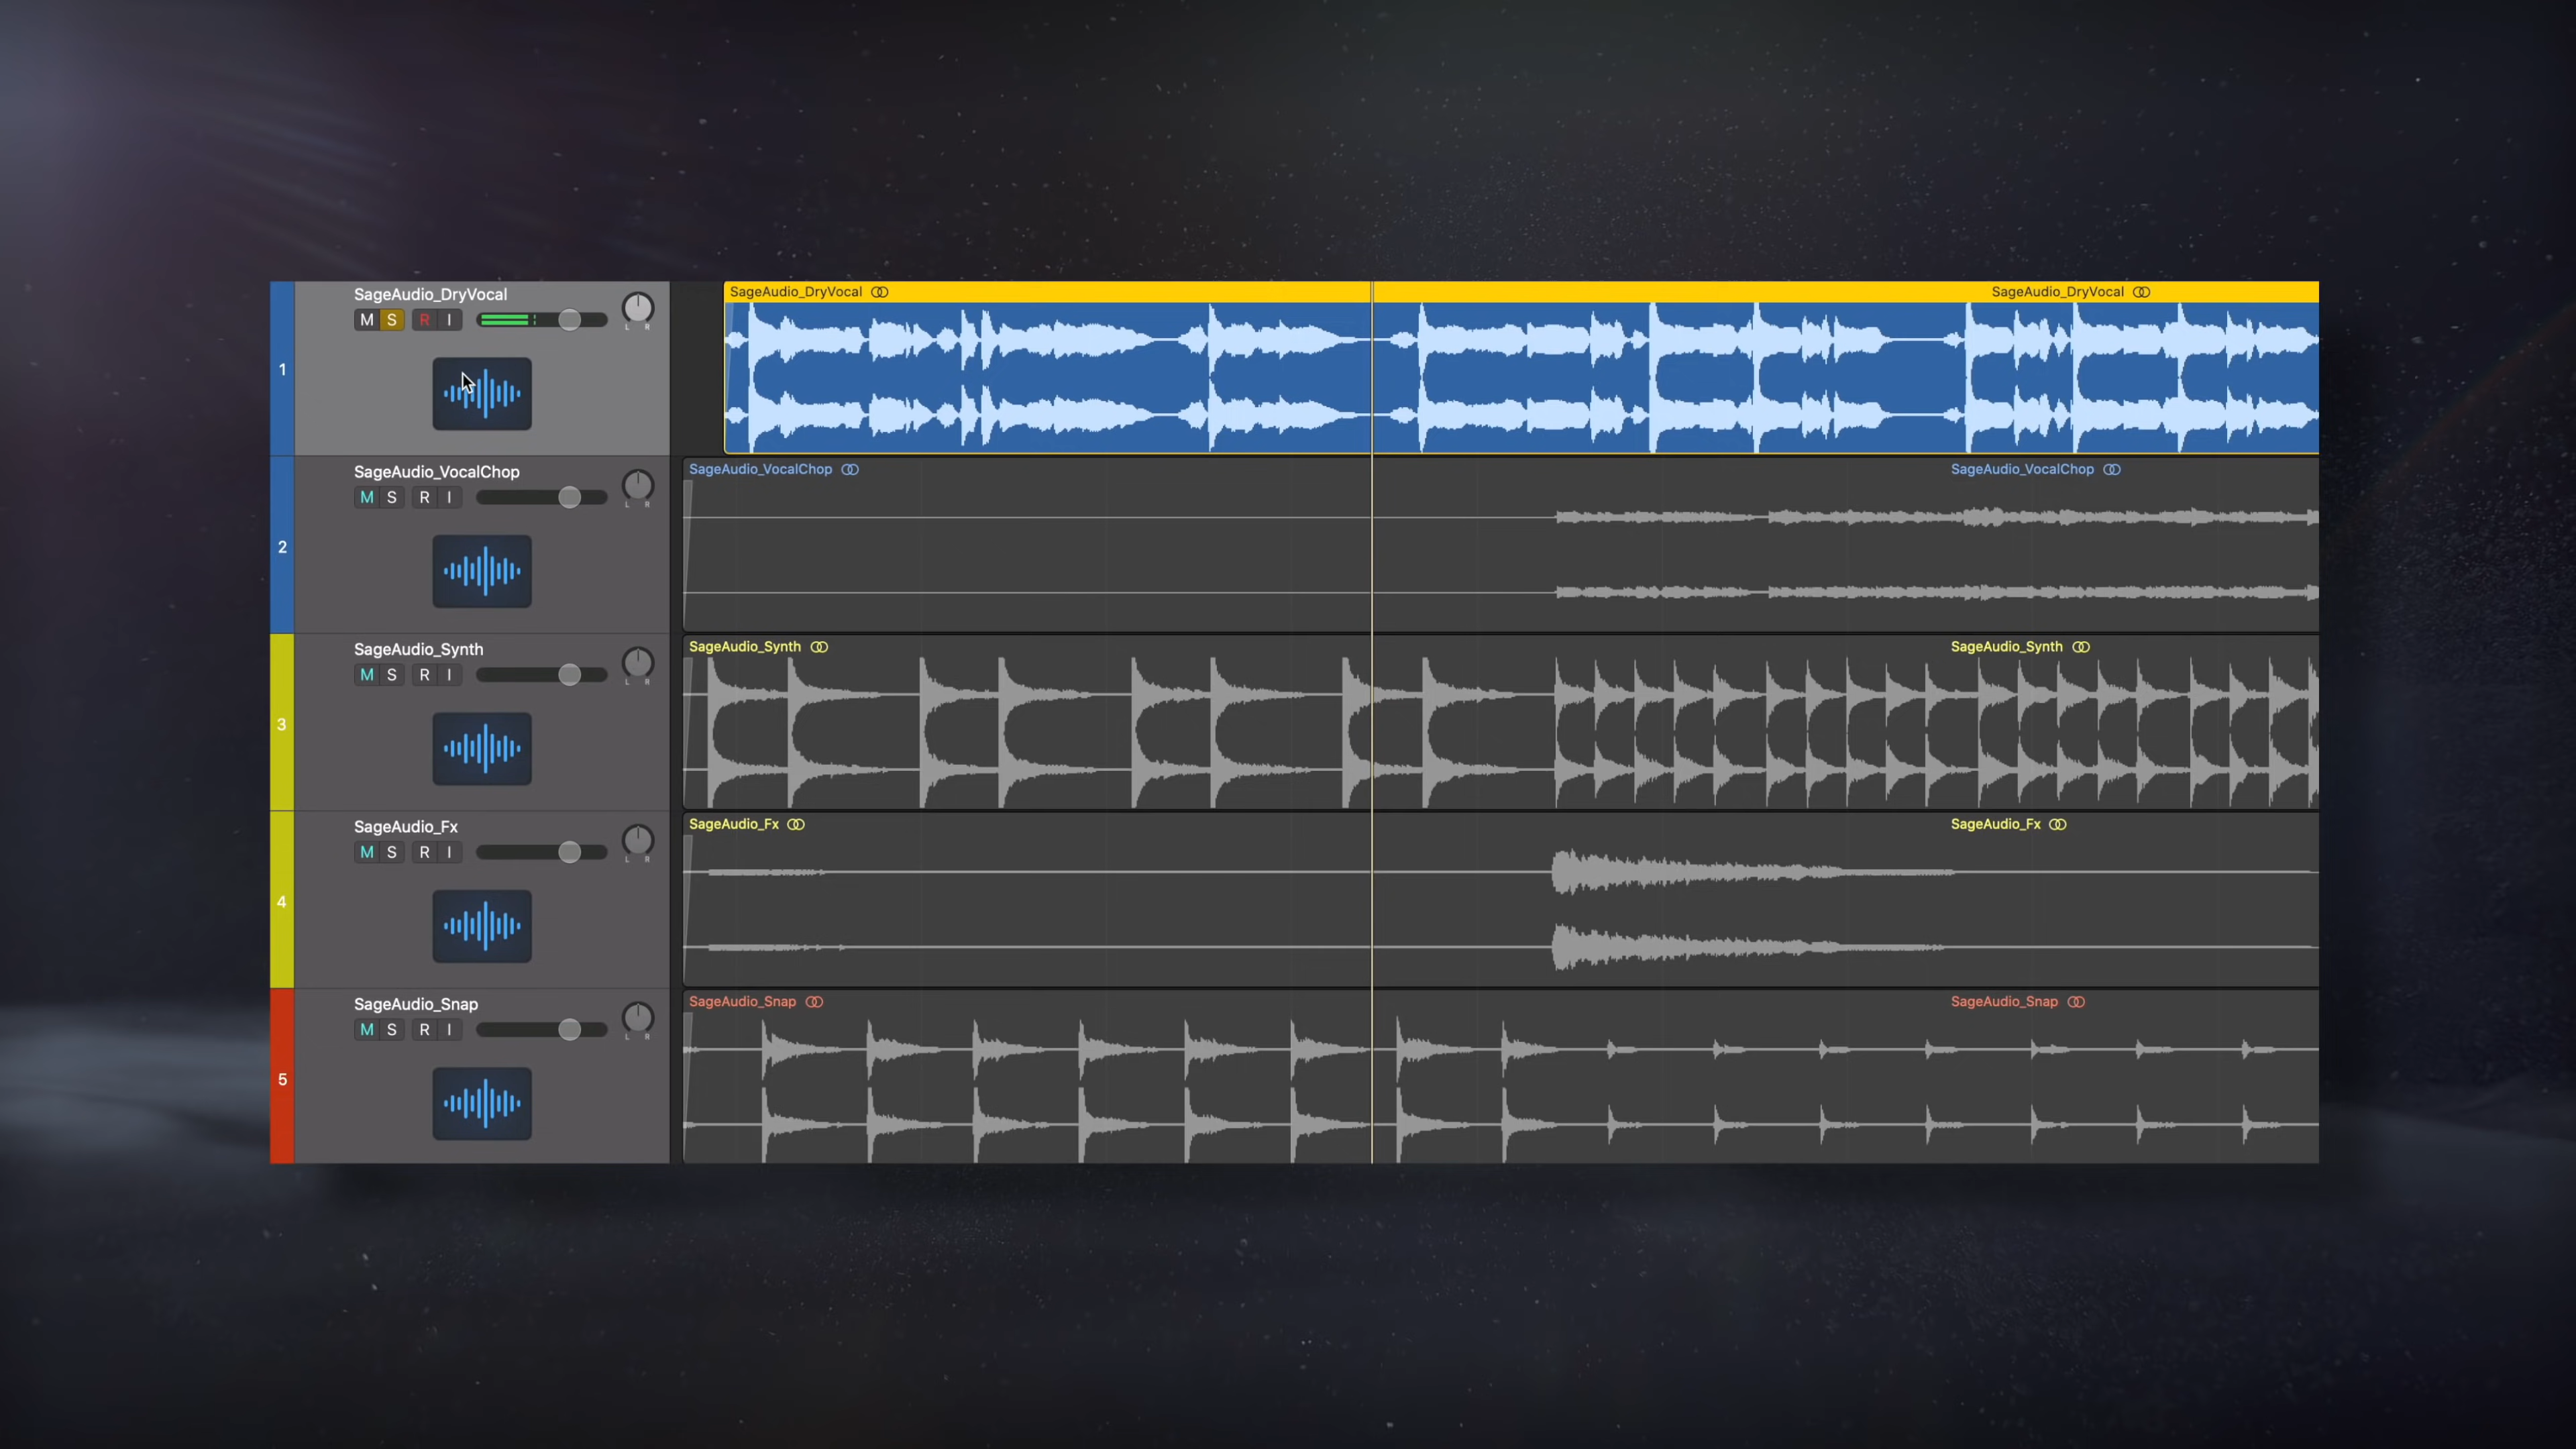 SageAudio_DryVocal
M S R I
L R
1
SageAudio_DryVocal
SageAudio_DryVocal
SageAudio_VocalChop
M S R I
L R
2
SageAudio_VocalChop
SageAudio_VocalChop
SageAudio_Synth
M S R I
L R
3
SageAudio_Synth
SageAudio_Synth
SageAudio_Fx
M S R I
L R
4
SageAudio_Fx
SageAudio_Fx
SageAudio_Snap
M S R I
L R
5
SageAudio_Snap
SageAudio_Snap